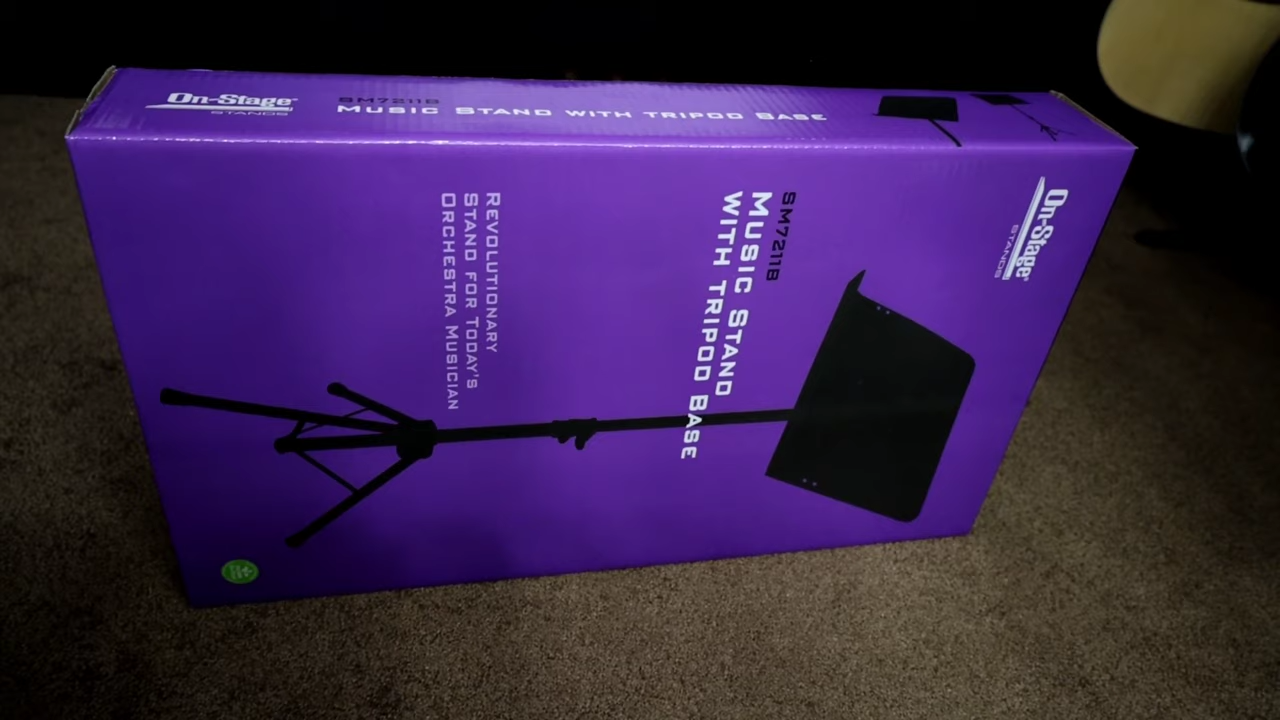 On-Stage
STANDS
SM7211B
MUSIC STAND WITH TRIPOD BASE
On-Stage®
STANDS
SM7211B
MUSIC STAND
WITH TRIPOD BASE
REVOLUTIONARY
STAND FOR TODAY'S
ORCHESTRA MUSICIAN